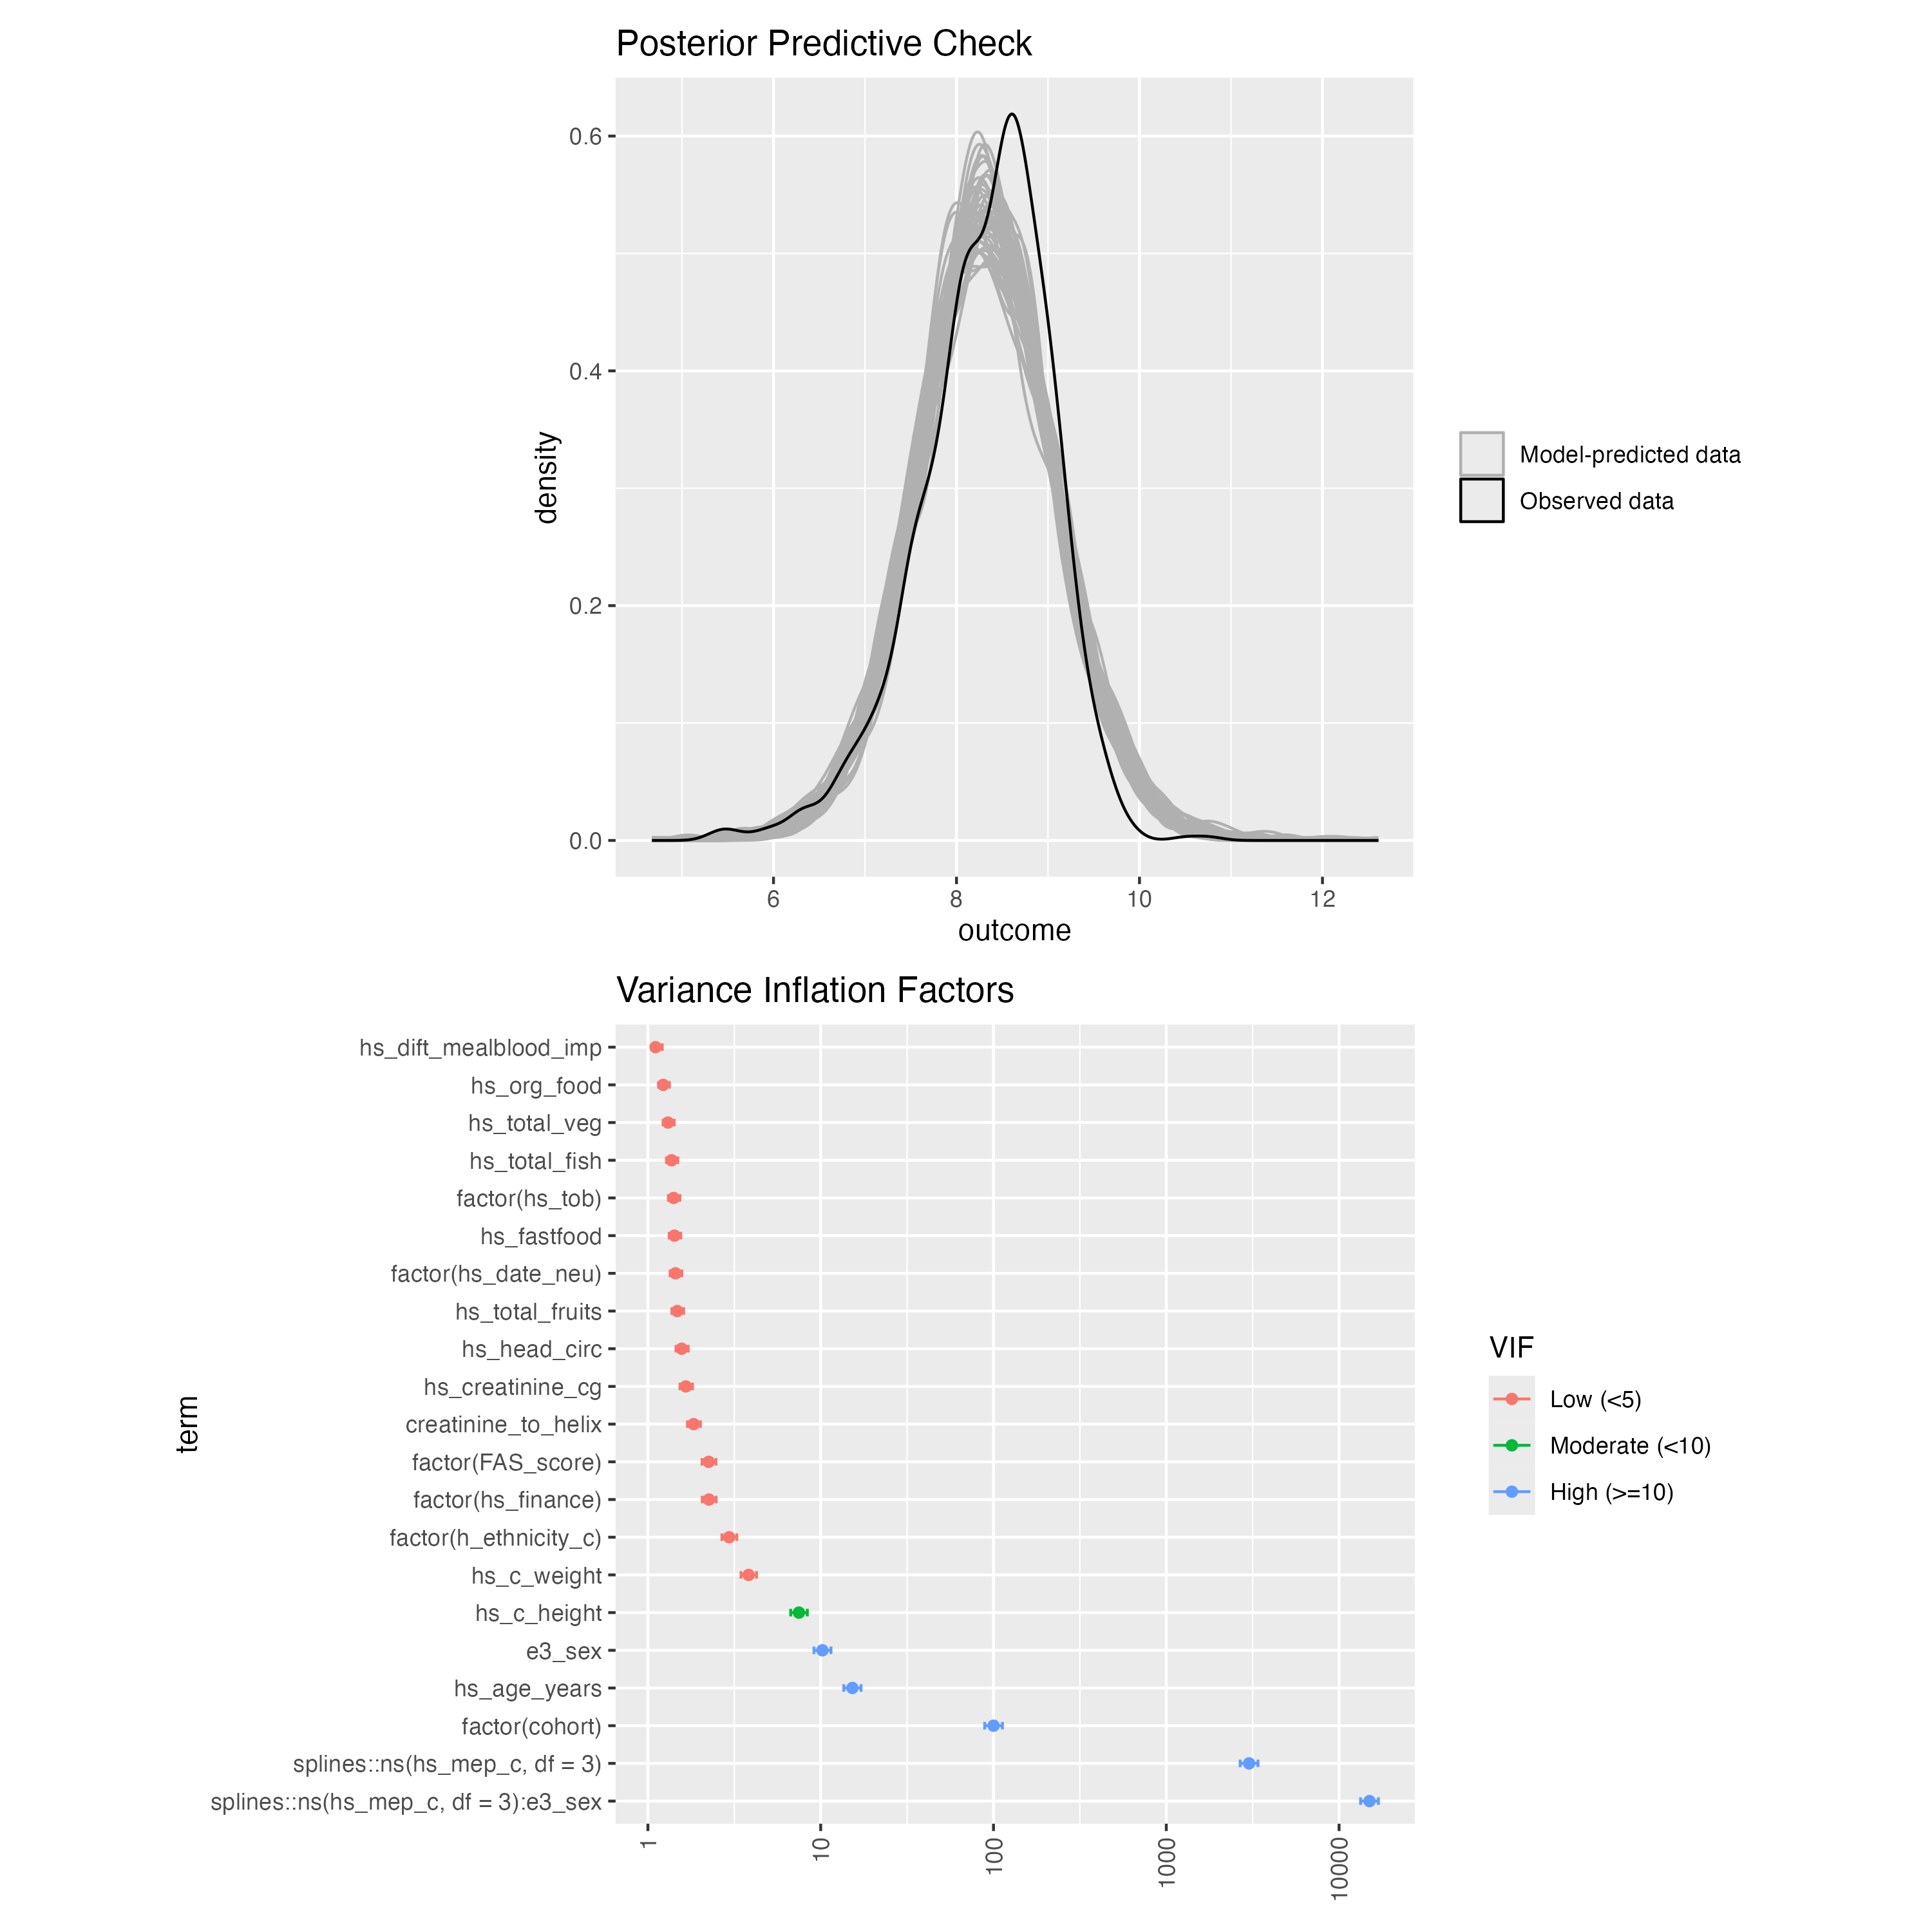 Posterior Predictive Check
0.6
0.4
0.2
0.0
density
6
8
10
12
outcome
Model-predicted data
Observed data
Variance Inflation Factors
hs_dift_mealblood_imp
hs_org_food
hs_total_veg
hs_total_fish
factor(hs_tob)
hs_fastfood
factor(hs_date_neu)
hs_total_fruits
hs_head_circ
hs_creatinine_cg
creatinine_to_helix
factor(FAS_score)
factor(hs_finance)
factor(h_ethnicity_c)
hs_c_weight
hs_c_height
e3_sex
hs_age_years
factor(cohort)
splines::ns(hs_mep_c, df = 3)
splines::ns(hs_mep_c, df = 3):e3_sex
term
1
10
100
1000
10000
VIF
Low (<5)
Moderate (<10)
High (>=10)